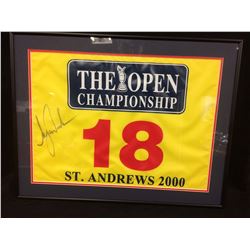 THE OPEN
CHAMPIONSHIP
18
ST. ANDREWS 2000